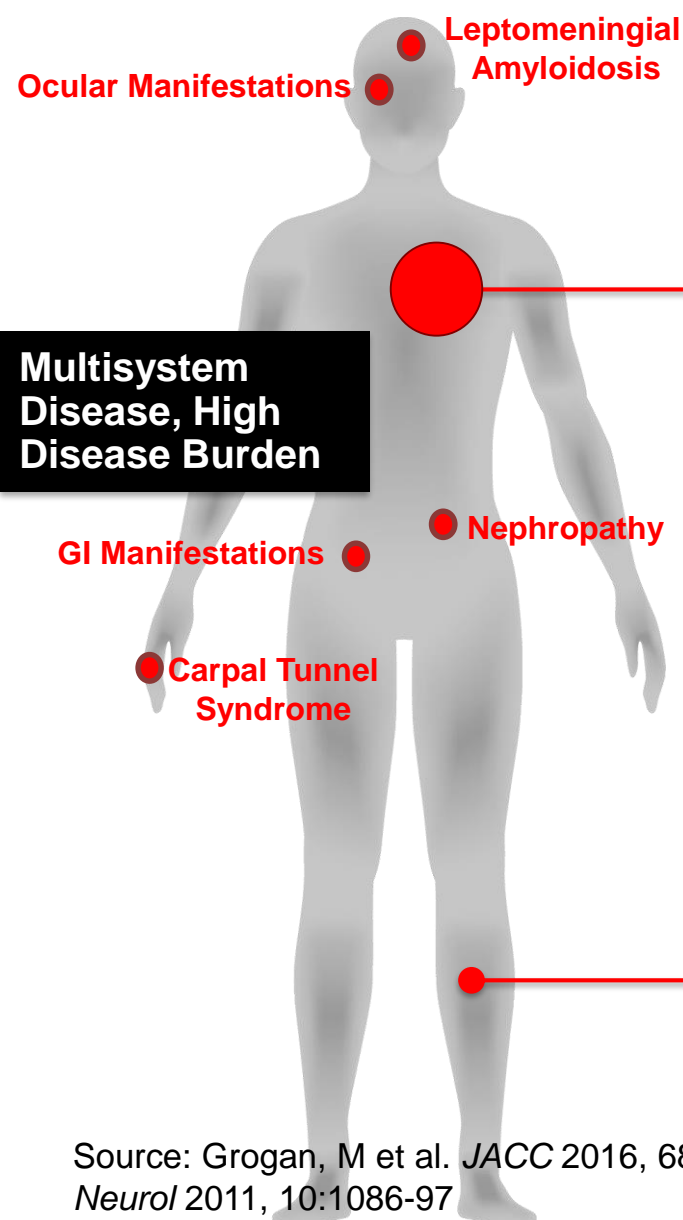 Leptomeningial
Amyloidosis
Ocular Manifestations
Multisystem
Disease, High
Disease Burden
Nephropathy
GI Manifestations
Carpal Tunnel
Syndrome
Source: Grogan, M et al. JACC 2016, 68
Neurol 2011, 10:1086-97